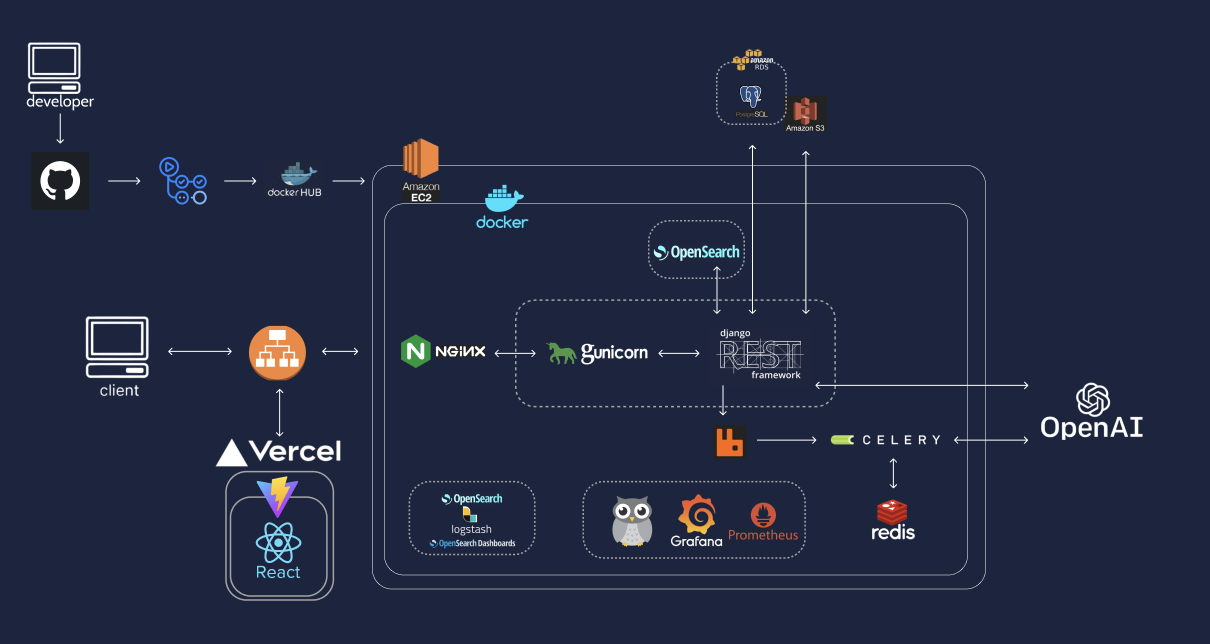 developer
docker HUB
Amazon
EC2
docker
amazon
RDS
PostgreSQL
Amazon S3
OpenSearch
client
NGINX
gunicorn
django
REST
framework
OpenAI
CELERY
redis
Vercel
React
OpenSearch
logstash
OpenSearch Dashboards
Grafana
Prometheus